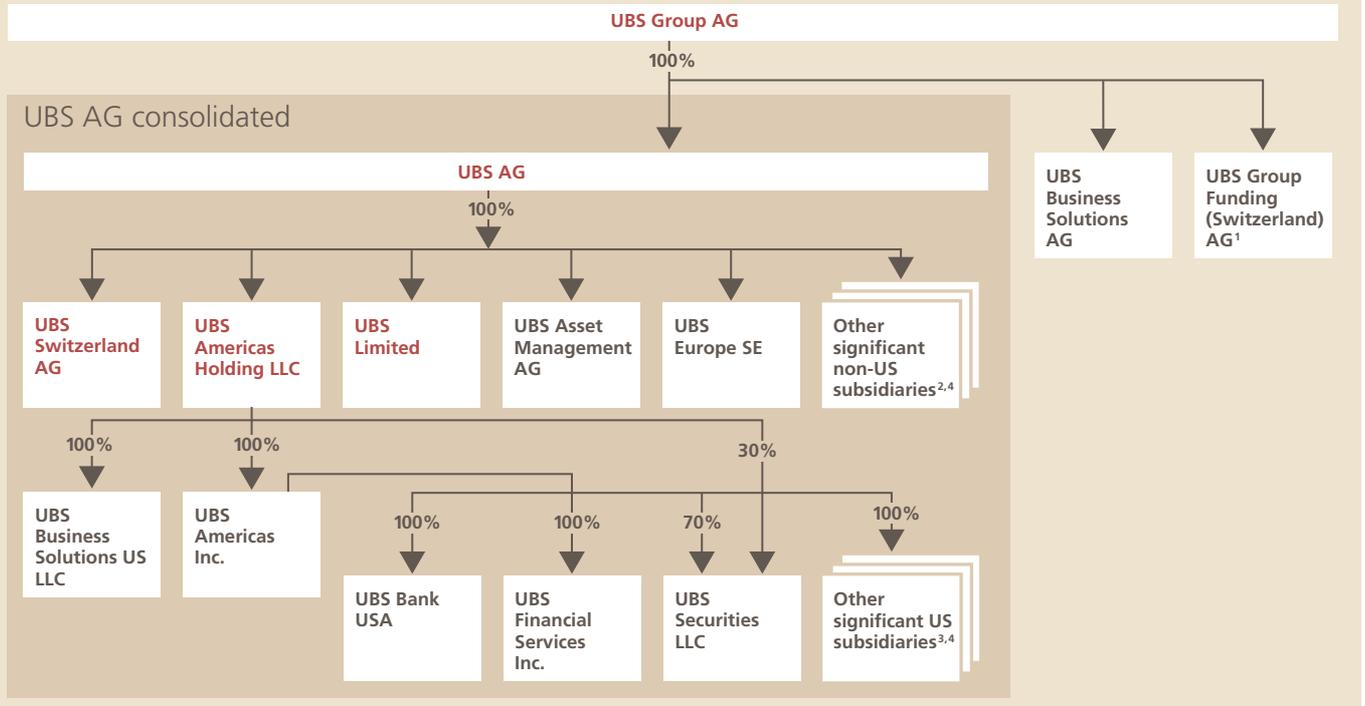 UBS Group AG
100%
UBS AG consolidated
UBS AG
100%
UBS
Business
Solutions
AG
UBS Group
Funding
(Switzerland)
AG¹
UBS
Switzerland
AG
UBS
Americas
Holding LLC
UBS
Limited
UBS Asset
Management
AG
UBS
Europe SE
Other
significant
non-US
subsidiaries²,⁴
100%
100%
30%
UBS
Business
Solutions US
LLC
UBS
Americas
Inc.
100%
100%
70%
100%
UBS Bank
USA
UBS
Financial
Services
Inc.
UBS
Securities
LLC
Other
significant US
subsidiaries³,⁴